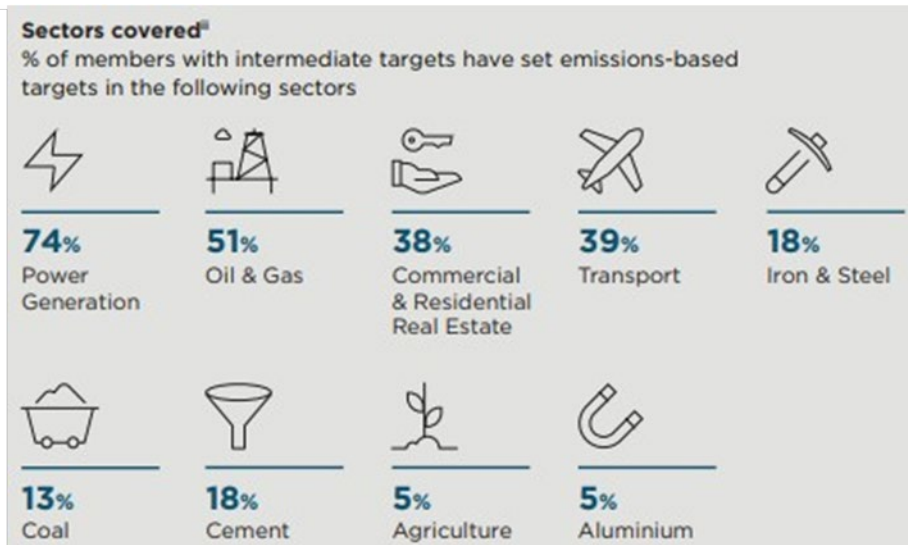 Sectors coveredⁱⁱⁱ
% of members with intermediate targets have set emissions-based
targets in the following sectors
74%
Power
Generation
51%
Oil & Gas
38%
Commercial
& Residential
Real Estate
39%
Transport
18%
Iron & Steel
13%
Coal
18%
Cement
5%
Agriculture
5%
Aluminium